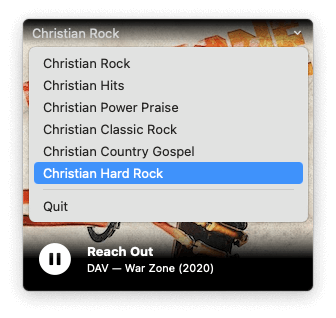 Christian Rock
Christian Rock
Christian Hits
Christian Power Praise
Christian Classic Rock
Christian Country Gospel
Christian Hard Rock
Quit
Reach Out
DAV — War Zone (2020)